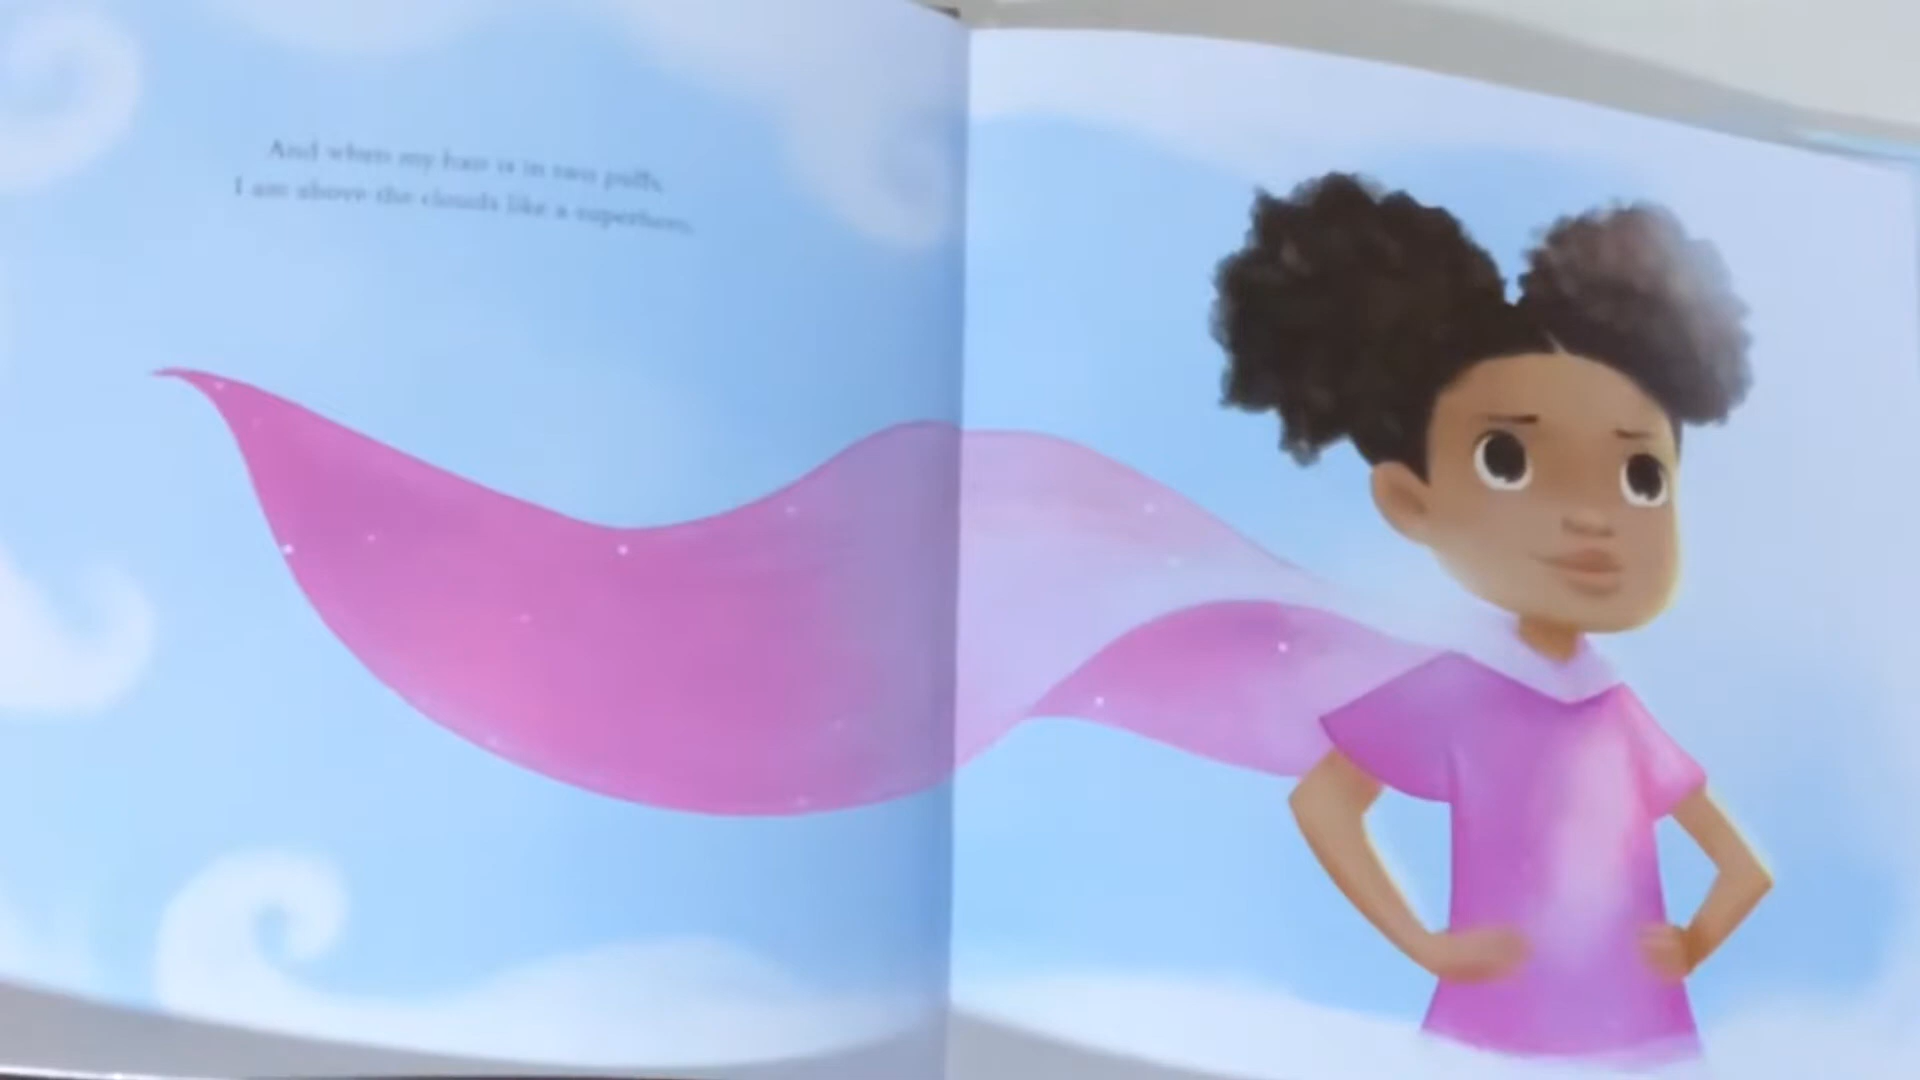 And when my hair is in two puffs,
I am above the clouds like a superhero,